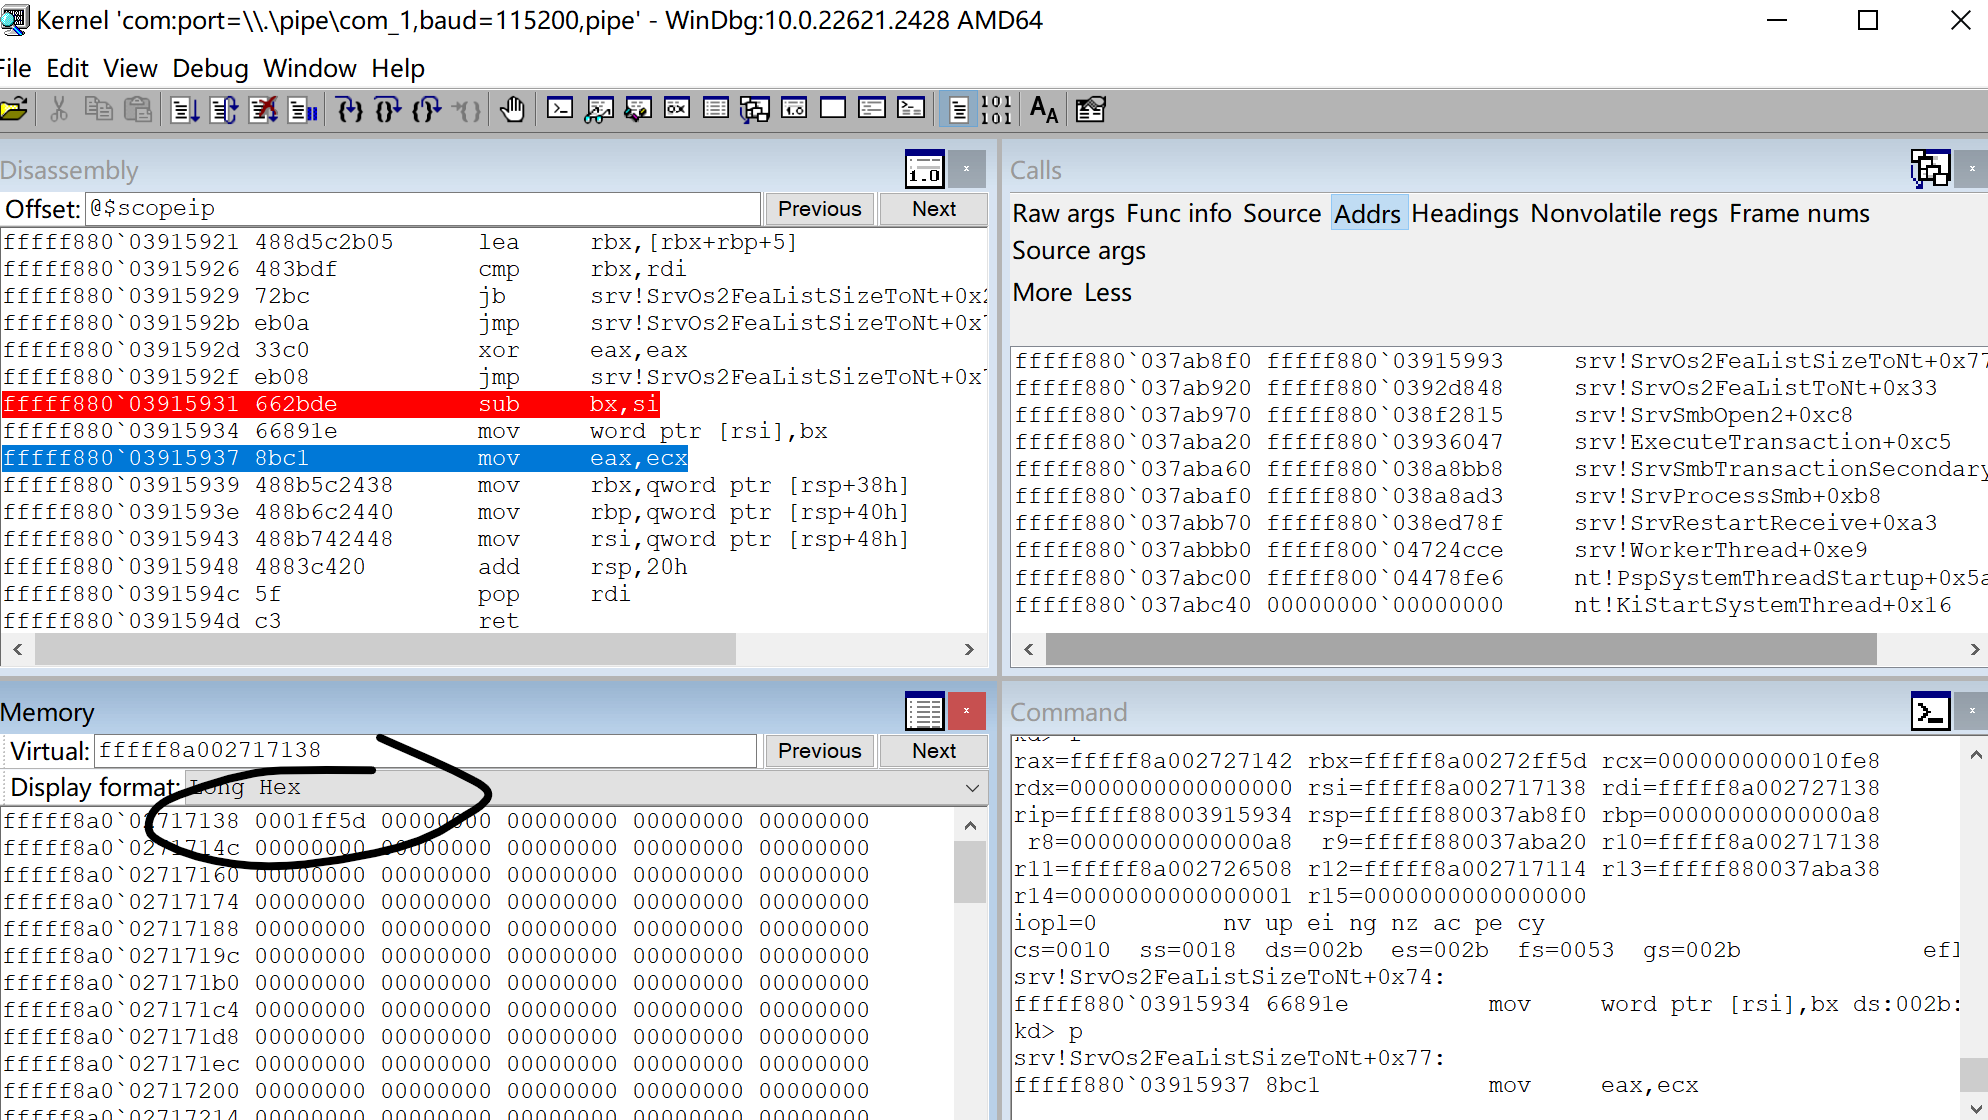 Kernel 'com:port=\\.\pipe\com_1,baud=115200,pipe' - WinDbg:10.0.22621.2428 AMD64
File Edit View Debug Window Help
Disassembly
Offset: @$scopeip Previous Next
fffff880`03915921 488d5c2b05 lea rbx,[rbx+rbp+5]
fffff880`03915926 483bdf cmp rbx,rdi
fffff880`03915929 72bc jb srv!SrvOs2FeaListSizeToNt+0x2
fffff880`0391592b eb0a jmp srv!SrvOs2FeaListSizeToNt+0x7
fffff880`0391592d 33c0 xor eax,eax
fffff880`0391592f eb08 jmp srv!SrvOs2FeaListSizeToNt+0x7
fffff880`03915931 662bde sub bx,si
fffff880`03915934 66891e mov word ptr [rsi],bx
fffff880`03915937 8bc1 mov eax,ecx
fffff880`03915939 488b5c2438 mov rbx,qword ptr [rsp+38h]
fffff880`0391593e 488b6c2440 mov rbp,qword ptr [rsp+40h]
fffff880`03915943 488b742448 mov rsi,qword ptr [rsp+48h]
fffff880`03915948 4883c420 add rsp,20h
fffff880`0391594c 5f pop rdi
fffff880`0391594d c3 ret
Calls
Raw args Func info Source Addrs Headings Nonvolatile regs Frame nums
Source args
More Less
fffff880`037ab8f0 fffff880`03915993 srv!SrvOs2FeaListSizeToNt+0x77
fffff880`037ab920 fffff880`0392d848 srv!SrvOs2FeaListToNt+0x33
fffff880`037ab970 fffff880`038f2815 srv!SrvSmbOpen2+0xc8
fffff880`037aba20 fffff880`03936047 srv!ExecuteTransaction+0xc5
fffff880`037aba60 fffff880`038a8bb8 srv!SrvSmbTransactionSecondary
fffff880`037abaf0 fffff880`038a8ad3 srv!SrvProcessSmb+0xb8
fffff880`037abb70 fffff880`038ed78f srv!SrvRestartReceive+0xa3
fffff880`037abbb0 fffff800`04724cce srv!WorkerThread+0xe9
fffff880`037abc00 fffff800`04478fe6 nt!PspSystemThreadStartup+0x5a
fffff880`037abc40 00000000`00000000 nt!KiStartSystemThread+0x16
Memory
Virtual: fffff8a002717138 Previous Next
Display format: Long Hex
fffff8a0`02717138 0001ff5d 00000000 00000000 00000000 00000000
fffff8a0`0271714c 00000000 00000000 00000000 00000000 00000000
fffff8a0`02717160 00000000 00000000 00000000 00000000 00000000
fffff8a0`02717174 00000000 00000000 00000000 00000000 00000000
fffff8a0`02717188 00000000 00000000 00000000 00000000 00000000
fffff8a0`0271719c 00000000 00000000 00000000 00000000 00000000
fffff8a0`027171b0 00000000 00000000 00000000 00000000 00000000
fffff8a0`027171c4 00000000 00000000 00000000 00000000 00000000
fffff8a0`027171d8 00000000 00000000 00000000 00000000 00000000
fffff8a0`027171ec 00000000 00000000 00000000 00000000 00000000
fffff8a0`02717200 00000000 00000000 00000000 00000000 00000000
fffff8a0`02717214 00000000 00000000 00000000 00000000 00000000
Command
kd> r
rax=fffff8a002727142 rbx=fffff8a00272ff5d rcx=0000000000010fe8
rdx=0000000000000000 rsi=fffff8a002717138 rdi=fffff8a002727138
rip=fffff88003915934 rsp=fffff880037ab8f0 rbp=00000000000000a8
r8=00000000000000a8 r9=fffff880037aba20 r10=fffff8a002717138
r11=fffff8a002726508 r12=fffff8a002717114 r13=fffff880037aba38
r14=0000000000000001 r15=0000000000000000
iopl=0 nv up ei ng nz ac pe cy
cs=0010 ss=0018 ds=002b es=002b fs=0053 gs=002b efl
srv!SrvOs2FeaListSizeToNt+0x74:
fffff880`03915934 66891e mov word ptr [rsi],bx ds:002b:
kd> p
srv!SrvOs2FeaListSizeToNt+0x77:
fffff880`03915937 8bc1 mov eax,ecx